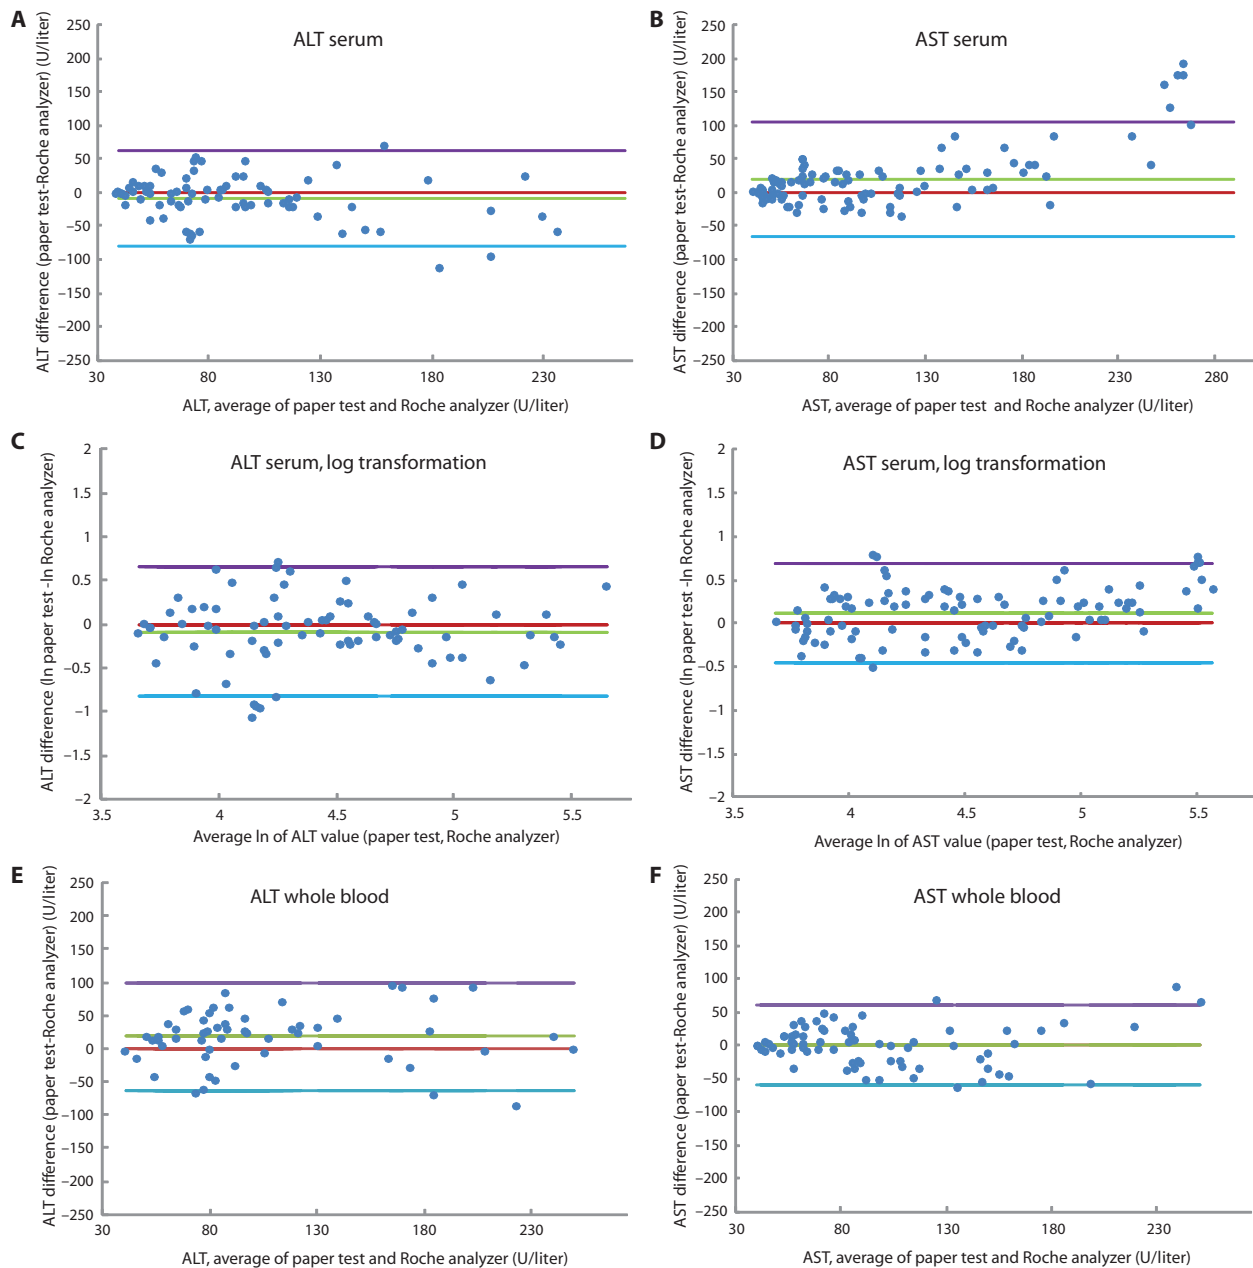 A
ALT serum
ALT difference (paper test-Roche analyzer) (U/liter)
250
200
150
100
50
0
–50
–100
–150
–200
–250
30 80 130 180 230
ALT, average of paper test and Roche analyzer (U/liter)
B
AST serum
AST difference (paper test-Roche analyzer) (U/liter)
250
200
150
100
50
0
–50
–100
–150
–200
–250
30 80 130 180 230 280
AST, average of paper test and Roche analyzer (U/liter)
C
ALT serum, log transformation
ALT difference (ln paper test -ln Roche analyzer)
2
1.5
1
0.5
0
–0.5
–1
–1.5
–2
3.5 4 4.5 5 5.5
Average ln of ALT value (paper test, Roche analyzer)
D
AST serum, log transformation
AST difference (ln paper test -ln Roche analyzer)
2
1.5
1
0.5
0
–0.5
–1
–1.5
–2
3.5 4 4.5 5 5.5
Average ln of AST value (paper test, Roche analyzer)
E
ALT whole blood
ALT difference (paper test-Roche analyzer) (U/liter)
250
200
150
100
50
0
–50
–100
–150
–200
–250
30 80 130 180 230
ALT, average of paper test and Roche analyzer (U/liter)
F
AST whole blood
AST difference (paper test-Roche analyzer) (U/liter)
250
200
150
100
50
0
–50
–100
–150
–200
–250
30 80 130 180 230
AST, average of paper test and Roche analyzer (U/liter)